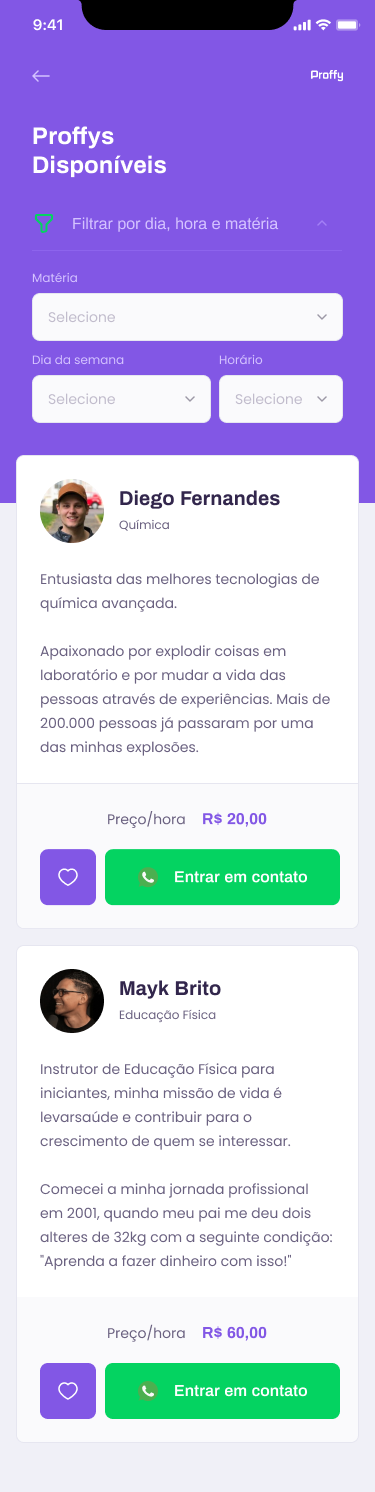 9:41
Proffy
Proffys
Disponíveis
Filtrar por dia, hora e matéria
Matéria
Selecione
Dia da semana
Horário
Selecione
Selecione
Diego Fernandes
Química
Entusiasta das melhores tecnologias de
química avançada.
Apaixonado por explodir coisas em
laboratório e por mudar a vida das
pessoas através de experiências. Mais de
200.000 pessoas já passaram por uma
das minhas explosões.
Preço/hora R$ 20,00
Entrar em contato
Mayk Brito
Educação Física
Instrutor de Educação Física para
iniciantes, minha missão de vida é
levarsaúde e contribuir para o
crescimento de quem se interessar.
Comecei a minha jornada profissional
em 2001, quando meu pai me deu dois
alteres de 32kg com a seguinte condição:
"Aprenda a fazer dinheiro com isso!"
Preço/hora R$ 60,00
Entrar em contato